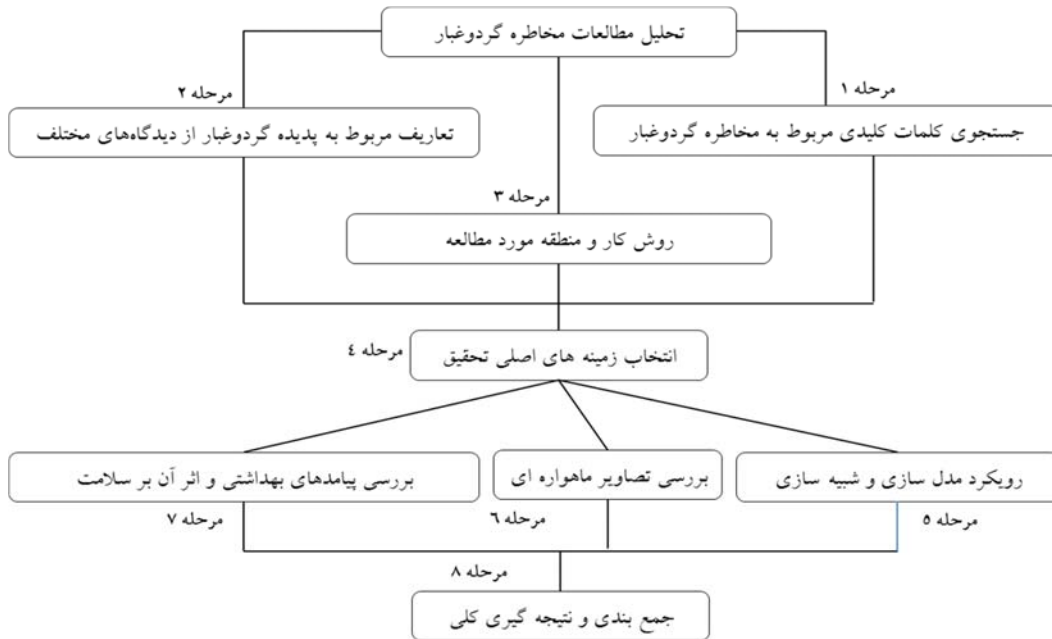 تحلیل مطالعات مخاطره گردوغبار
مرحله ۱
مرحله ۲
جستجوی کلمات کلیدی مربوط به مخاطره گردوغبار
تعاریف مربوط به پدیده گردوغبار از دیدگاه‌های مختلف
مرحله ۳
روش کار و منطقه مورد مطالعه
مرحله ٤
انتخاب زمینه های اصلی تحقیق
رویکرد مدل سازی و شبیه سازی
بررسی تصاویر ماهواره ای
بررسی پیامدهای بهداشتی و اثر آن بر سلامت
مرحله ٥
مرحله ٦
مرحله ۷
مرحله ۸
جمع بندی و نتیجه گیری کلی